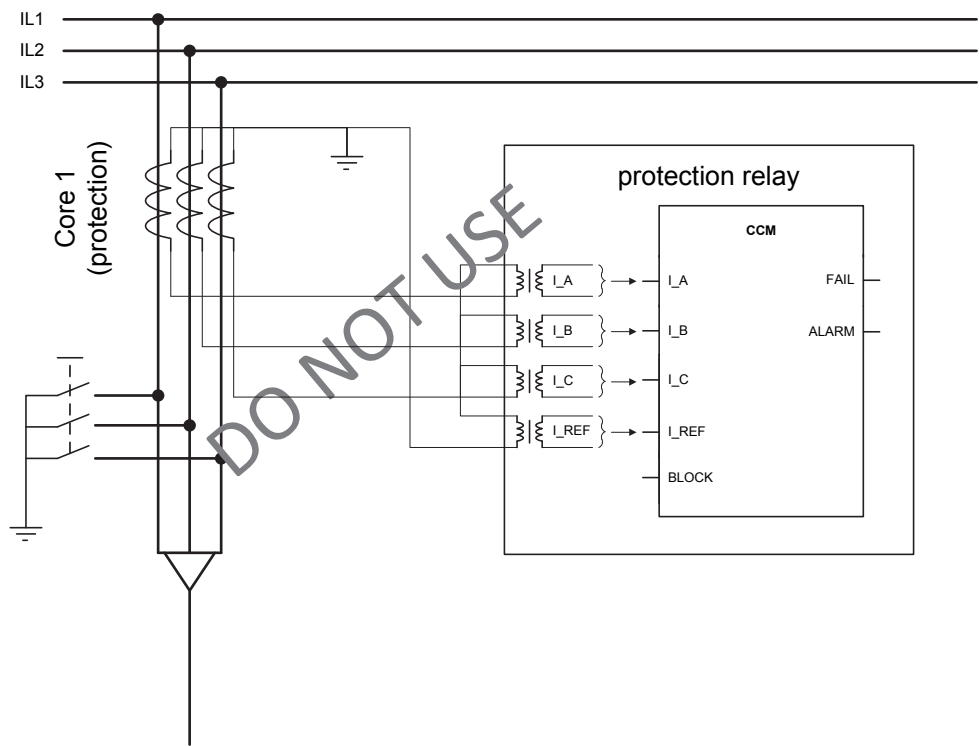 IL1
IL2
IL3
Core 1
(protection)
protection relay
CCM
I_A
I_A
FAIL
I_B
I_B
ALARM
I_C
I_C
I_REF
I_REF
BLOCK
DO NOT USE